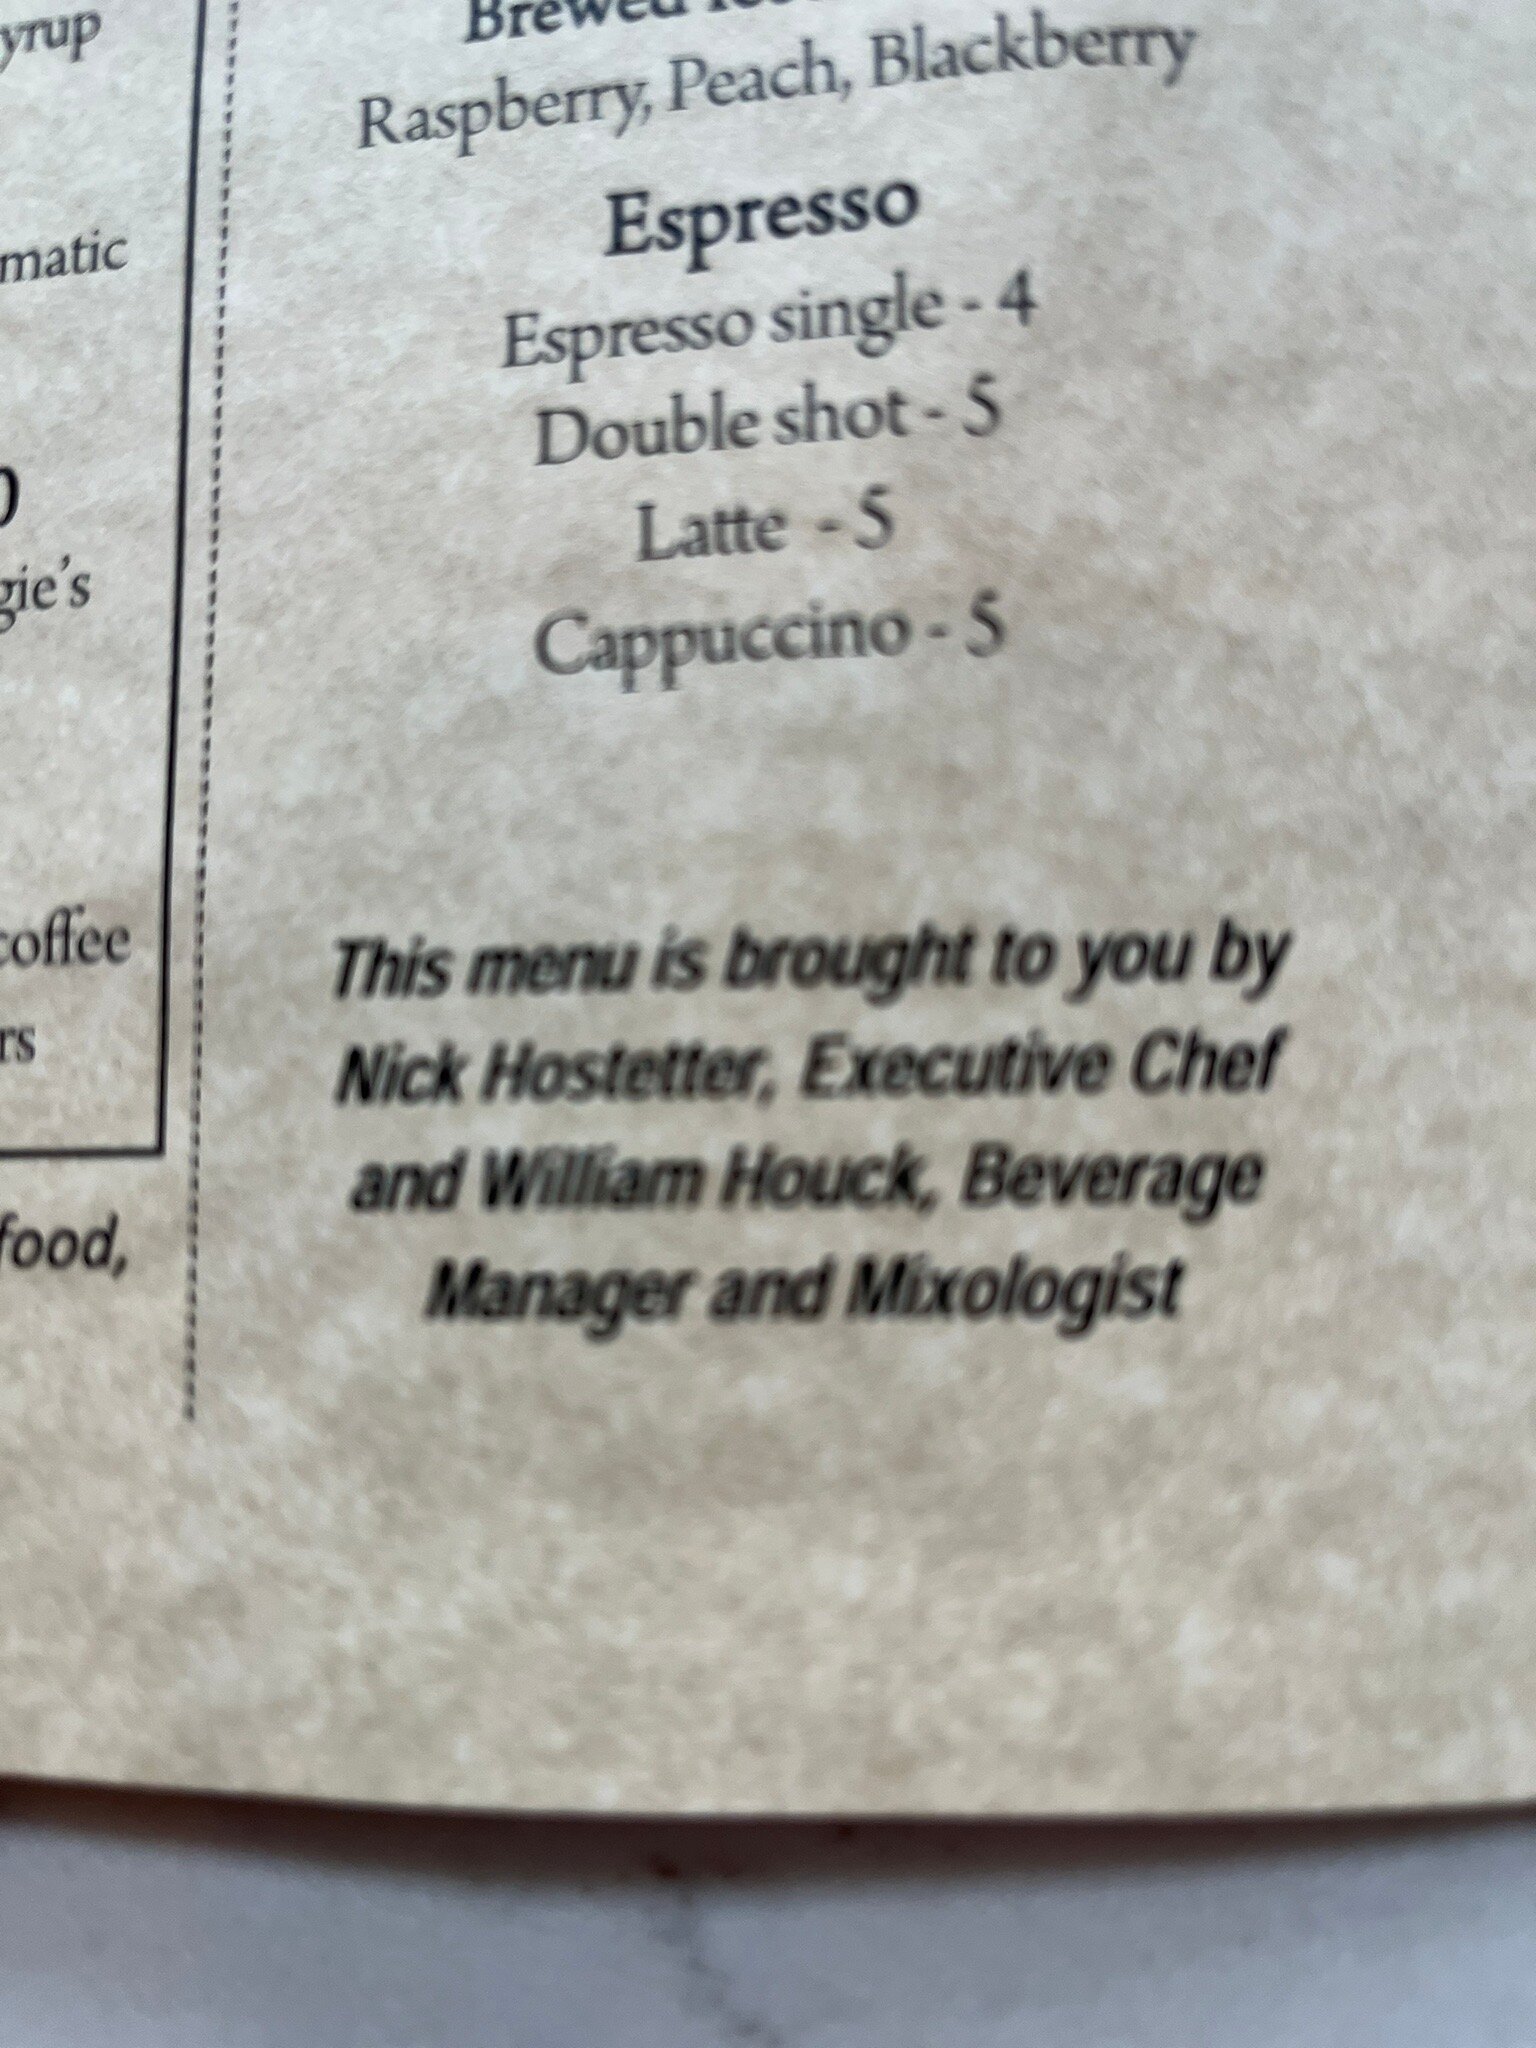 yrup
matic
gie's
coffee
rs
food,
Brewed
Raspberry, Peach, Blackberry
Espresso
Espresso single - 4
Double shot - 5
Latte - 5
Cappuccino - 5
This menu is brought to you by
Nick Hostetter, Executive Chef
and William Houck, Beverage
Manager and Mixologist